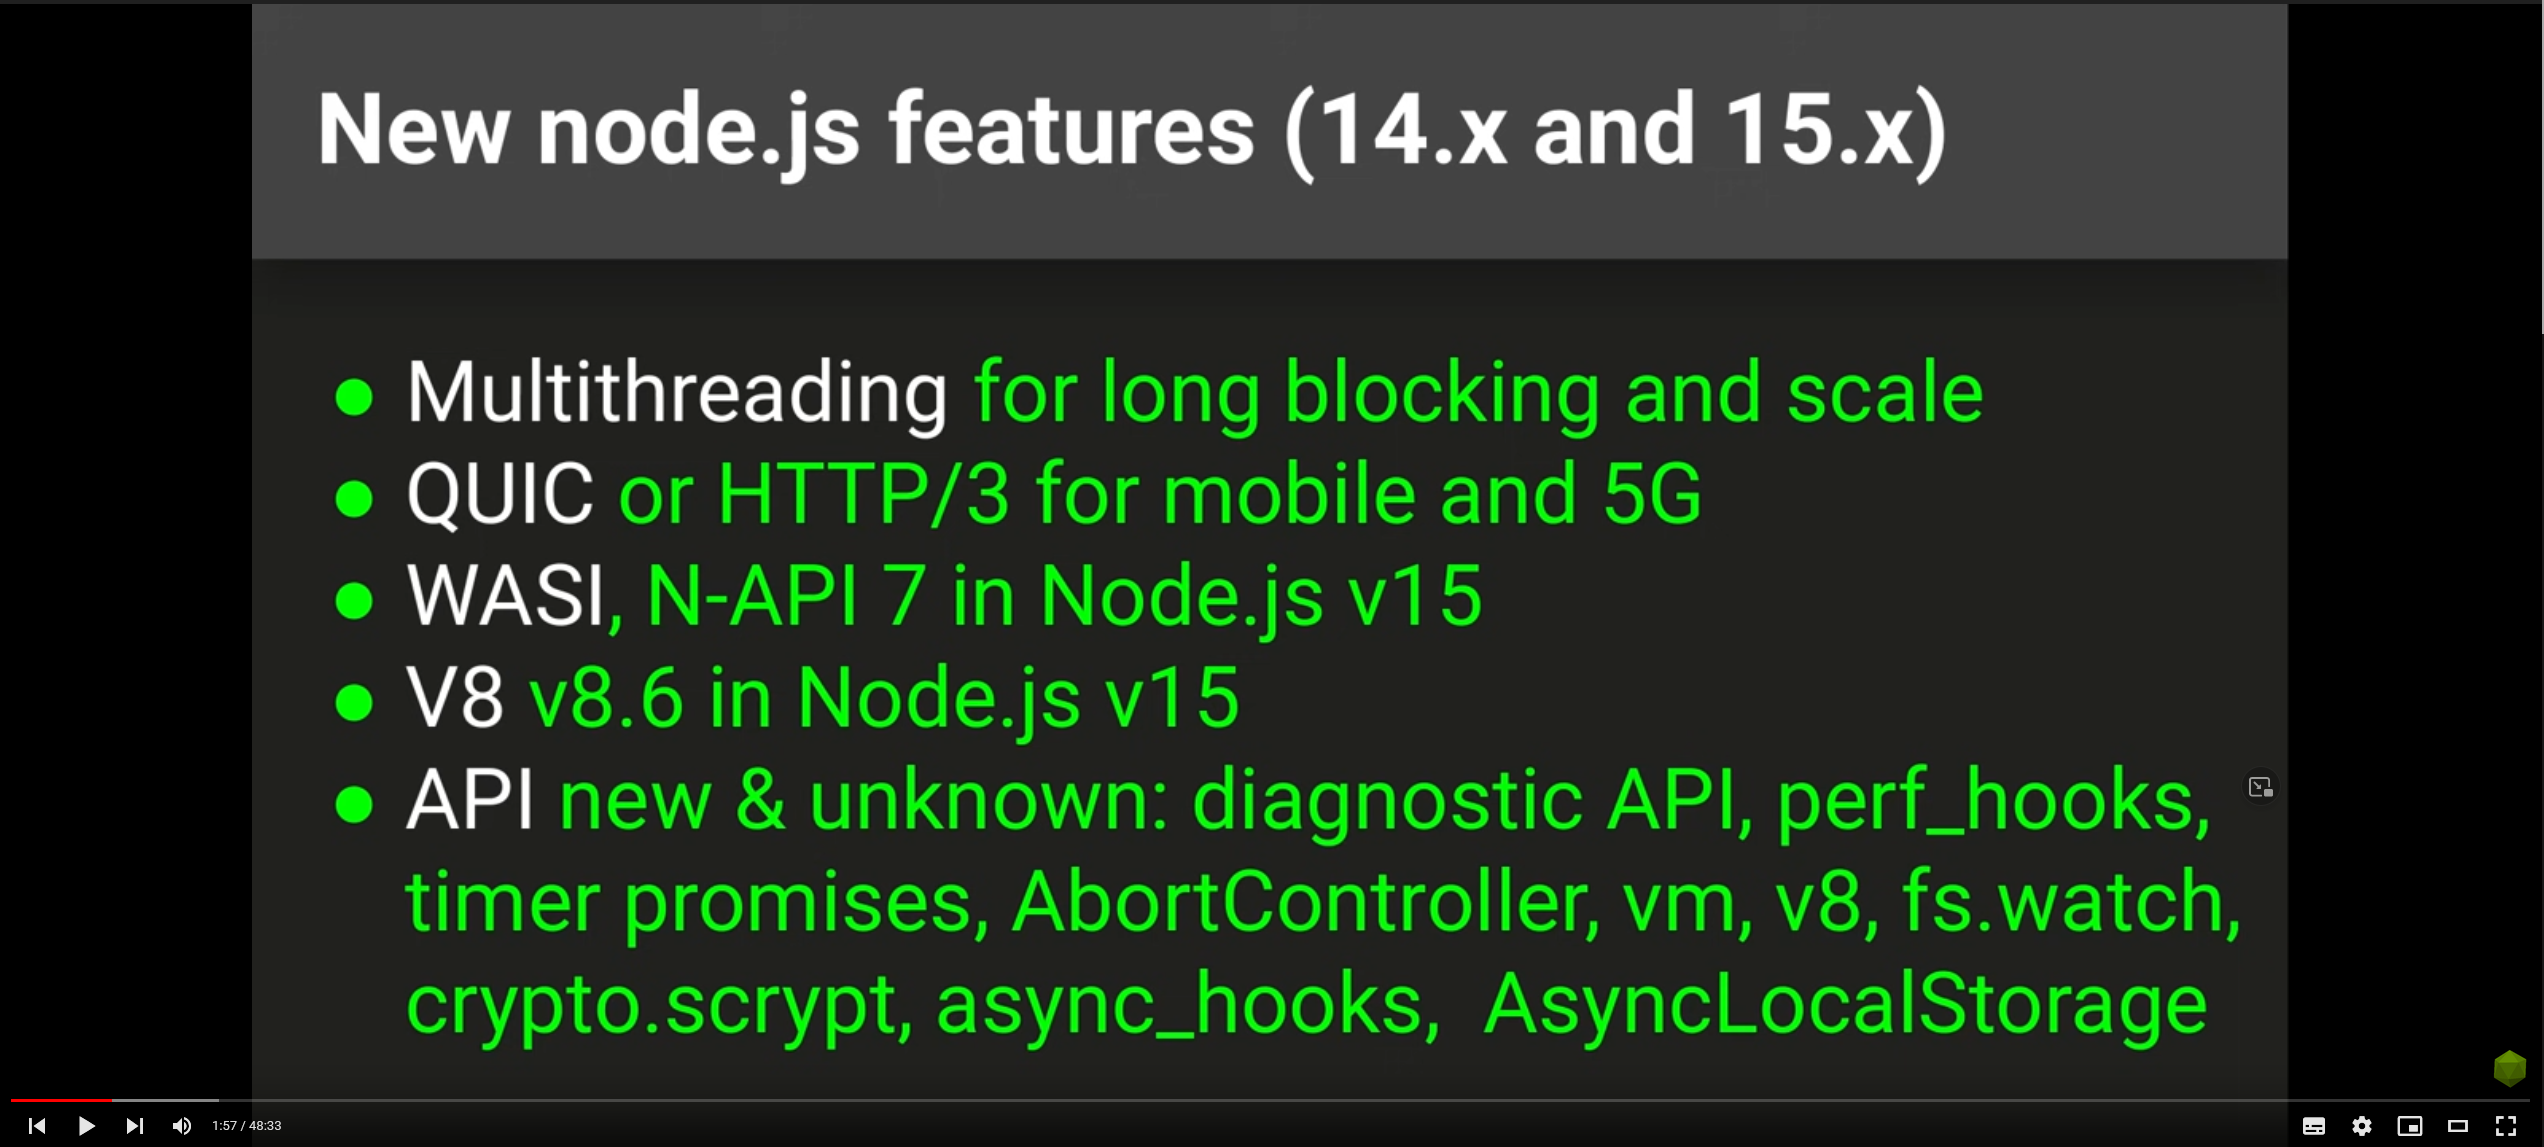 New node.js features (14.x and 15.x)
● Multithreading for long blocking and scale
● QUIC or HTTP/3 for mobile and 5G
● WASI, N-API 7 in Node.js v15
● V8 v8.6 in Node.js v15
● API new & unknown: diagnostic API, perf_hooks,
timer promises, AbortController, vm, v8, fs.watch,
crypto.scrypt, async_hooks, AsyncLocalStorage
1:57 / 48:33